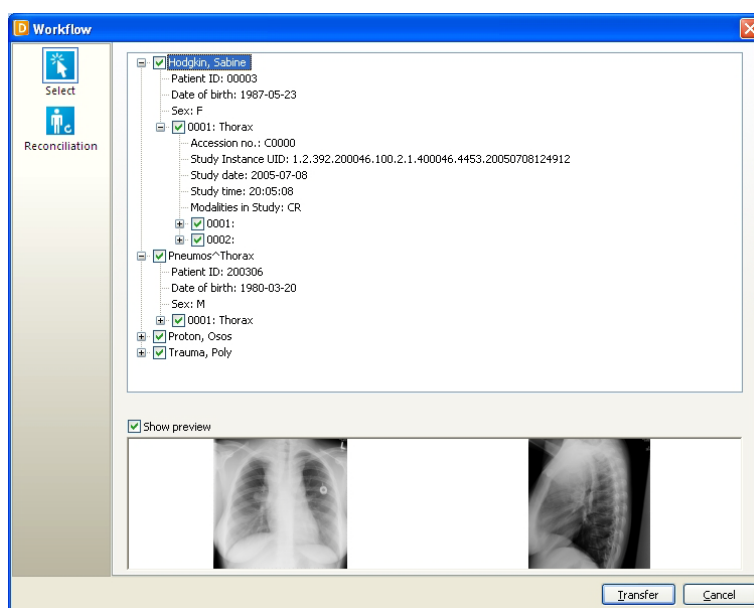 Workflow
Select
Reconciliation
Hodgkin, Sabine
Patient ID: 00003
Date of birth: 1987-05-23
Sex: F
0001: Thorax
Accession no.: C0000
Study Instance UID: 1.2.392.200046.100.2.1.400046.4453.20050708124912
Study date: 2005-07-08
Study time: 20:05:08
Modalities in Study: CR
0001:
0002:
Pneumos^Thorax
Patient ID: 200306
Date of birth: 1980-03-20
Sex: M
0001: Thorax
Proton, Osos
Trauma, Poly
Show preview
L
Transfer
Cancel